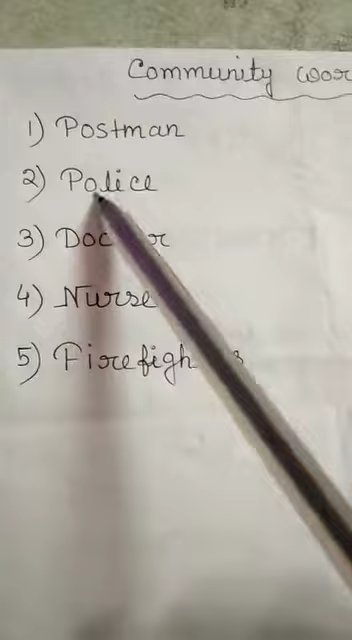 Community
1) Postman
2) Police
3)
4) Nurse
5)